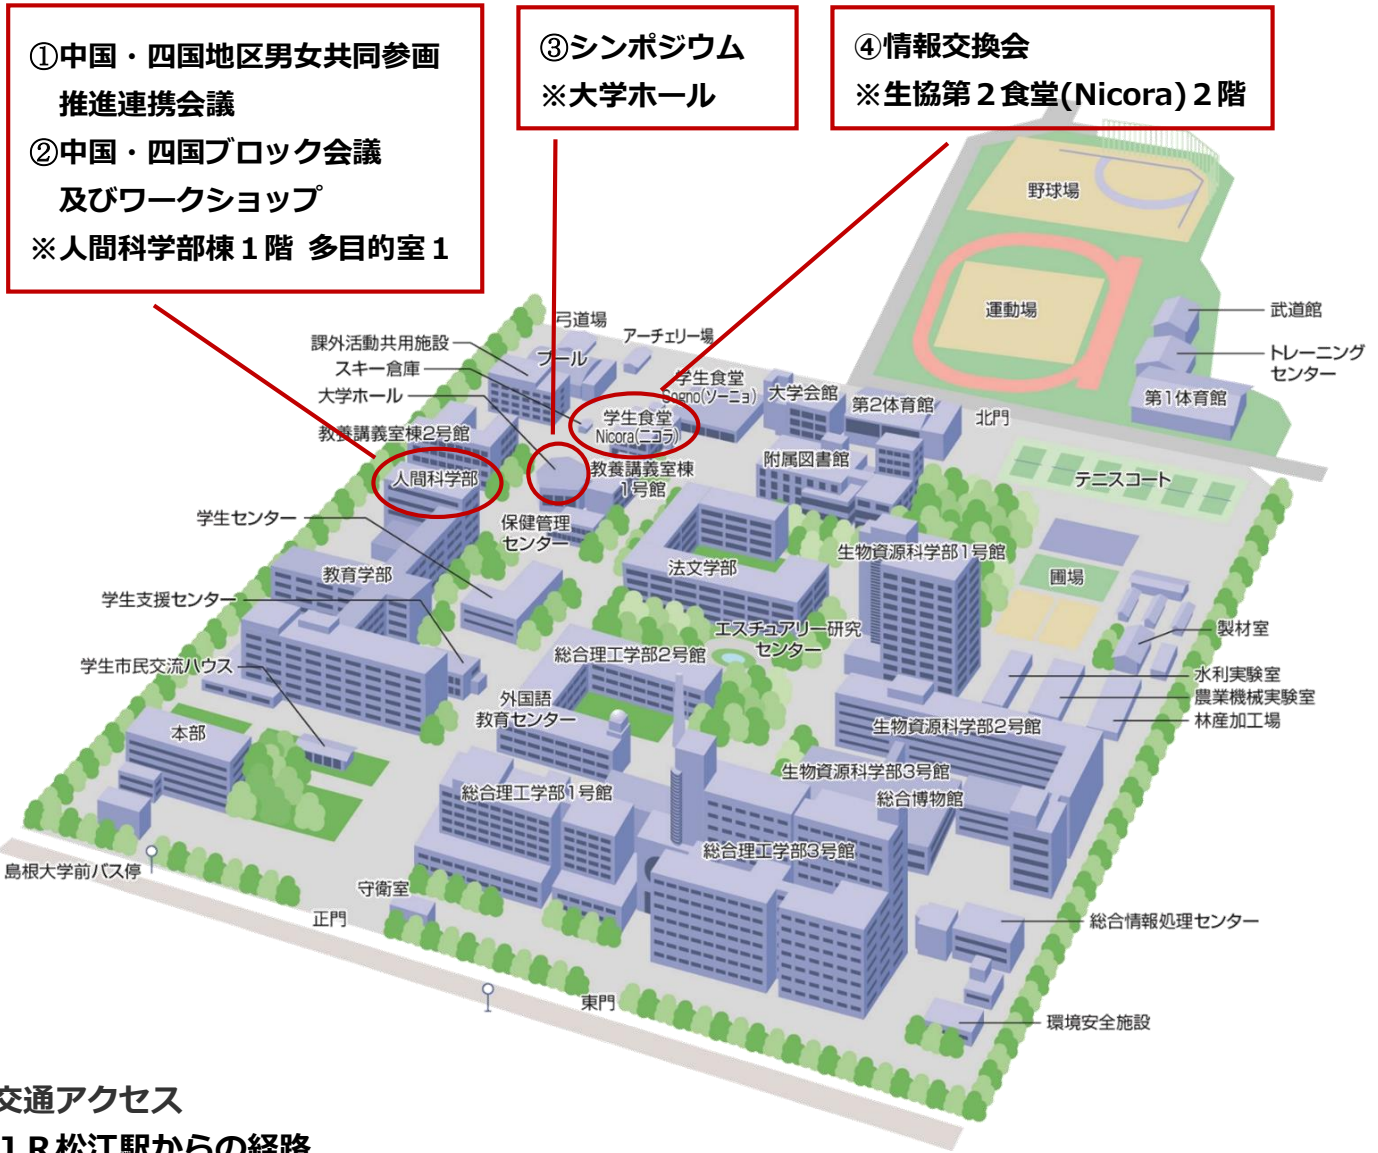 ①中国・四国地区男女共同参画
推進連携会議
②中国・四国ブロック会議
及びワークショップ
※人間科学部棟１階 多目的室１
③シンポジウム
※大学ホール
④情報交換会
※生協第２食堂(Nicora)２階
野球場
運動場
武道館
トレーニング
センター
第1体育館
弓道場
アーチェリー場
課外活動共用施設
プール
スキー倉庫
大学ホール
学生食堂
Sogno(ソーニョ)
大学会館
第2体育館
北門
学生食堂
Nicora(ニコラ)
教養講義室棟2号館
人間科学部
教養講義室棟
1号館
附属図書館
テニスコート
学生センター
保健管理
センター
生物資源科学部1号館
教育学部
法文学部
圃場
学生支援センター
エスチュアリー研究
センター
製材室
学生市民交流ハウス
総合理工学部2号館
水利実験室
農業機械実験室
林産加工場
外国語
教育センター
本部
生物資源科学部2号館
生物資源科学部3号館
総合理工学部1号館
総合博物館
総合理工学部3号館
島根大学前バス停
守衛室
正門
総合情報処理センター
東門
環境安全施設
交通アクセス
ＪＲ松江駅からの経路